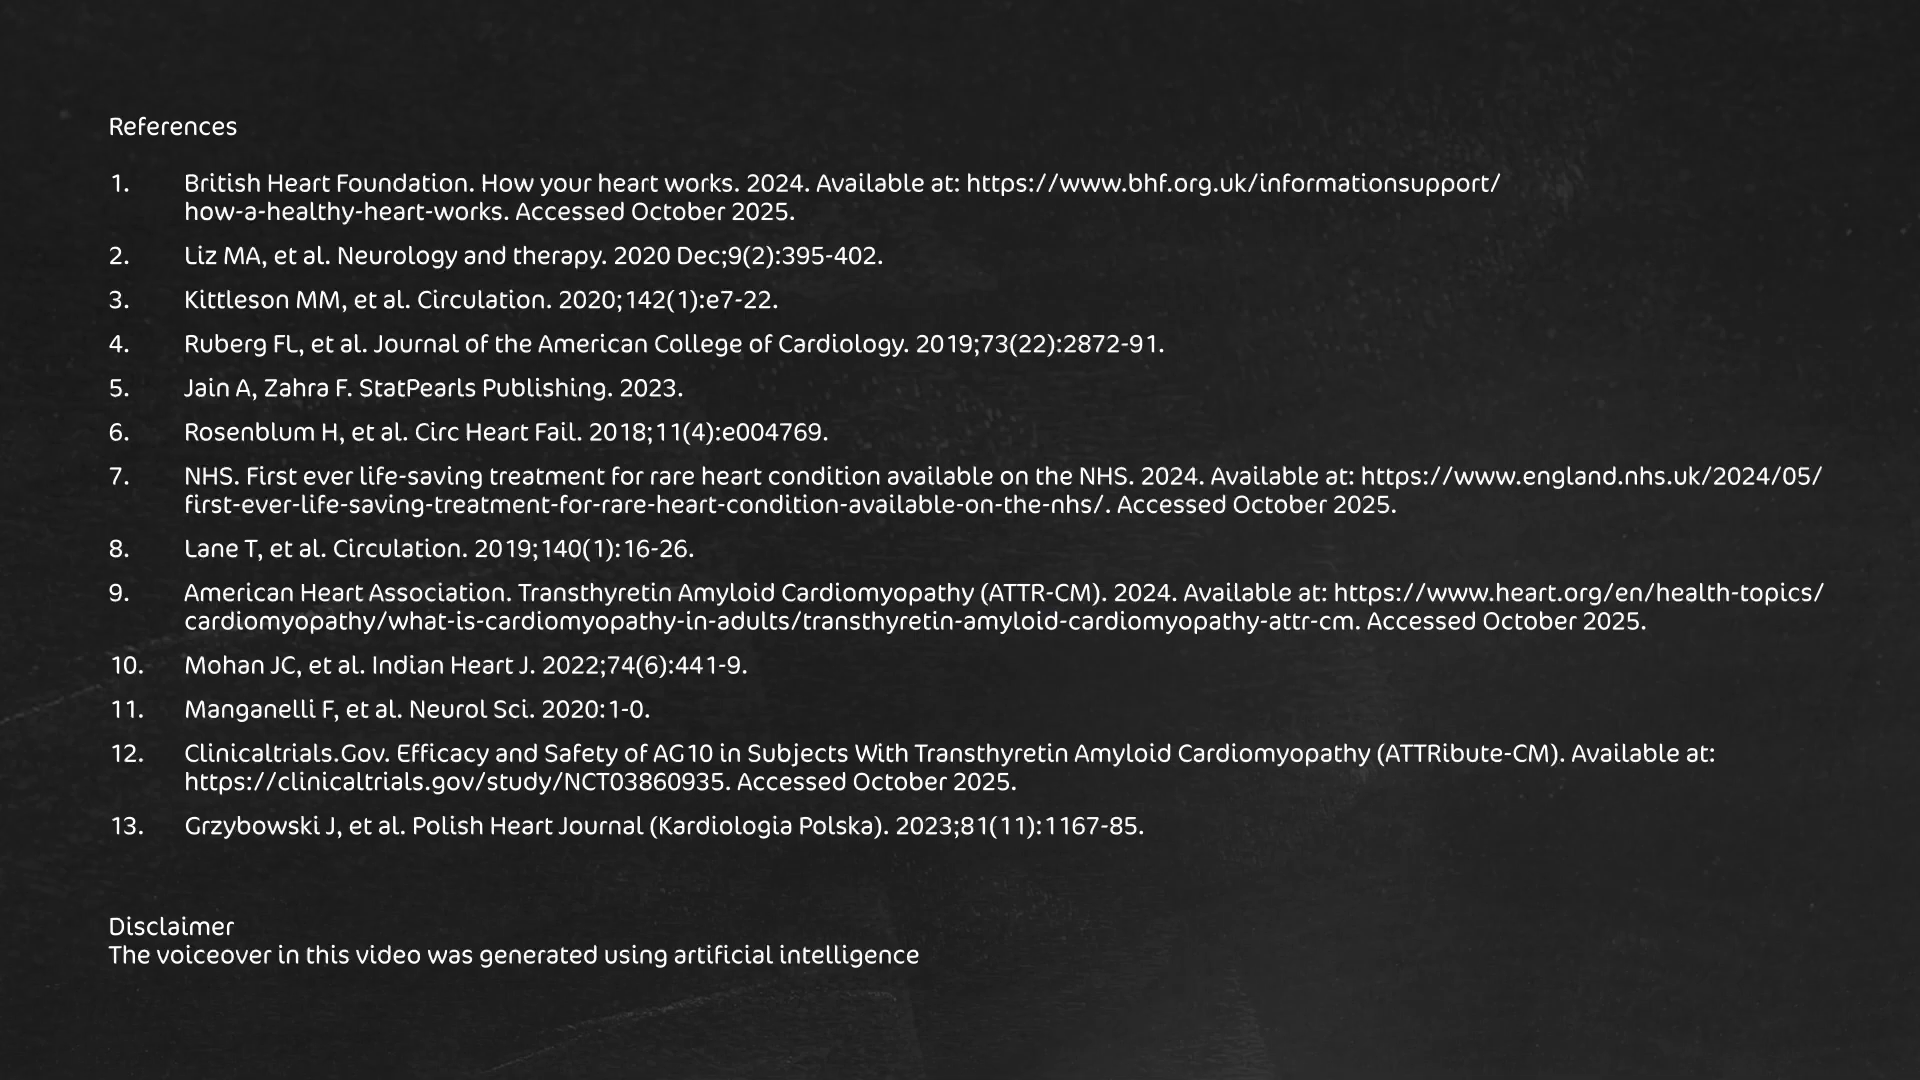 References
1. British Heart Foundation. How your heart works. 2024. Available at: https://www.bhf.org.uk/informationsupport/
how-a-healthy-heart-works. Accessed October 2025.
2. Liz MA, et al. Neurology and therapy. 2020 Dec;9(2):395-402.
3. Kittleson MM, et al. Circulation. 2020;142(1):e7-22.
4. Ruberg FL, et al. Journal of the American College of Cardiology. 2019;73(22):2872-91.
5. Jain A, Zahra F. StatPearls Publishing. 2023.
6. Rosenblum H, et al. Circ Heart Fail. 2018;11(4):e004769.
7. NHS. First ever life-saving treatment for rare heart condition available on the NHS. 2024. Available at: https://www.england.nhs.uk/2024/05/
first-ever-life-saving-treatment-for-rare-heart-condition-available-on-the-nhs/. Accessed October 2025.
8. Lane T, et al. Circulation. 2019;140(1):16-26.
9. American Heart Association. Transthyretin Amyloid Cardiomyopathy (ATTR-CM). 2024. Available at: https://www.heart.org/en/health-topics/
cardiomyopathy/what-is-cardiomyopathy-in-adults/transthyretin-amyloid-cardiomyopathy-attr-cm. Accessed October 2025.
10. Mohan JC, et al. Indian Heart J. 2022;74(6):441-9.
11. Manganelli F, et al. Neurol Sci. 2020:1-0.
12. Clinicaltrials.Gov. Efficacy and Safety of AG10 in Subjects With Transthyretin Amyloid Cardiomyopathy (ATTRibute-CM). Available at:
https://clinicaltrials.gov/study/NCT03860935. Accessed October 2025.
13. Grzybowski J, et al. Polish Heart Journal (Kardiologia Polska). 2023;81(11):1167-85.
Disclaimer
The voiceover in this video was generated using artificial intelligence